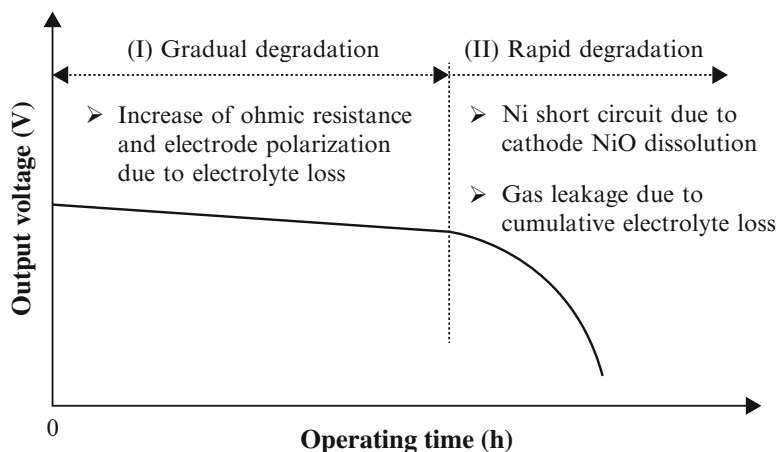 (I) Gradual degradation
(II) Rapid degradation
➢ Increase of ohmic resistance
and electrode polarization
due to electrolyte loss
➢ Ni short circuit due to
cathode NiO dissolution
➢ Gas leakage due to
cumulative electrolyte loss
Output voltage (V)
0
Operating time (h)